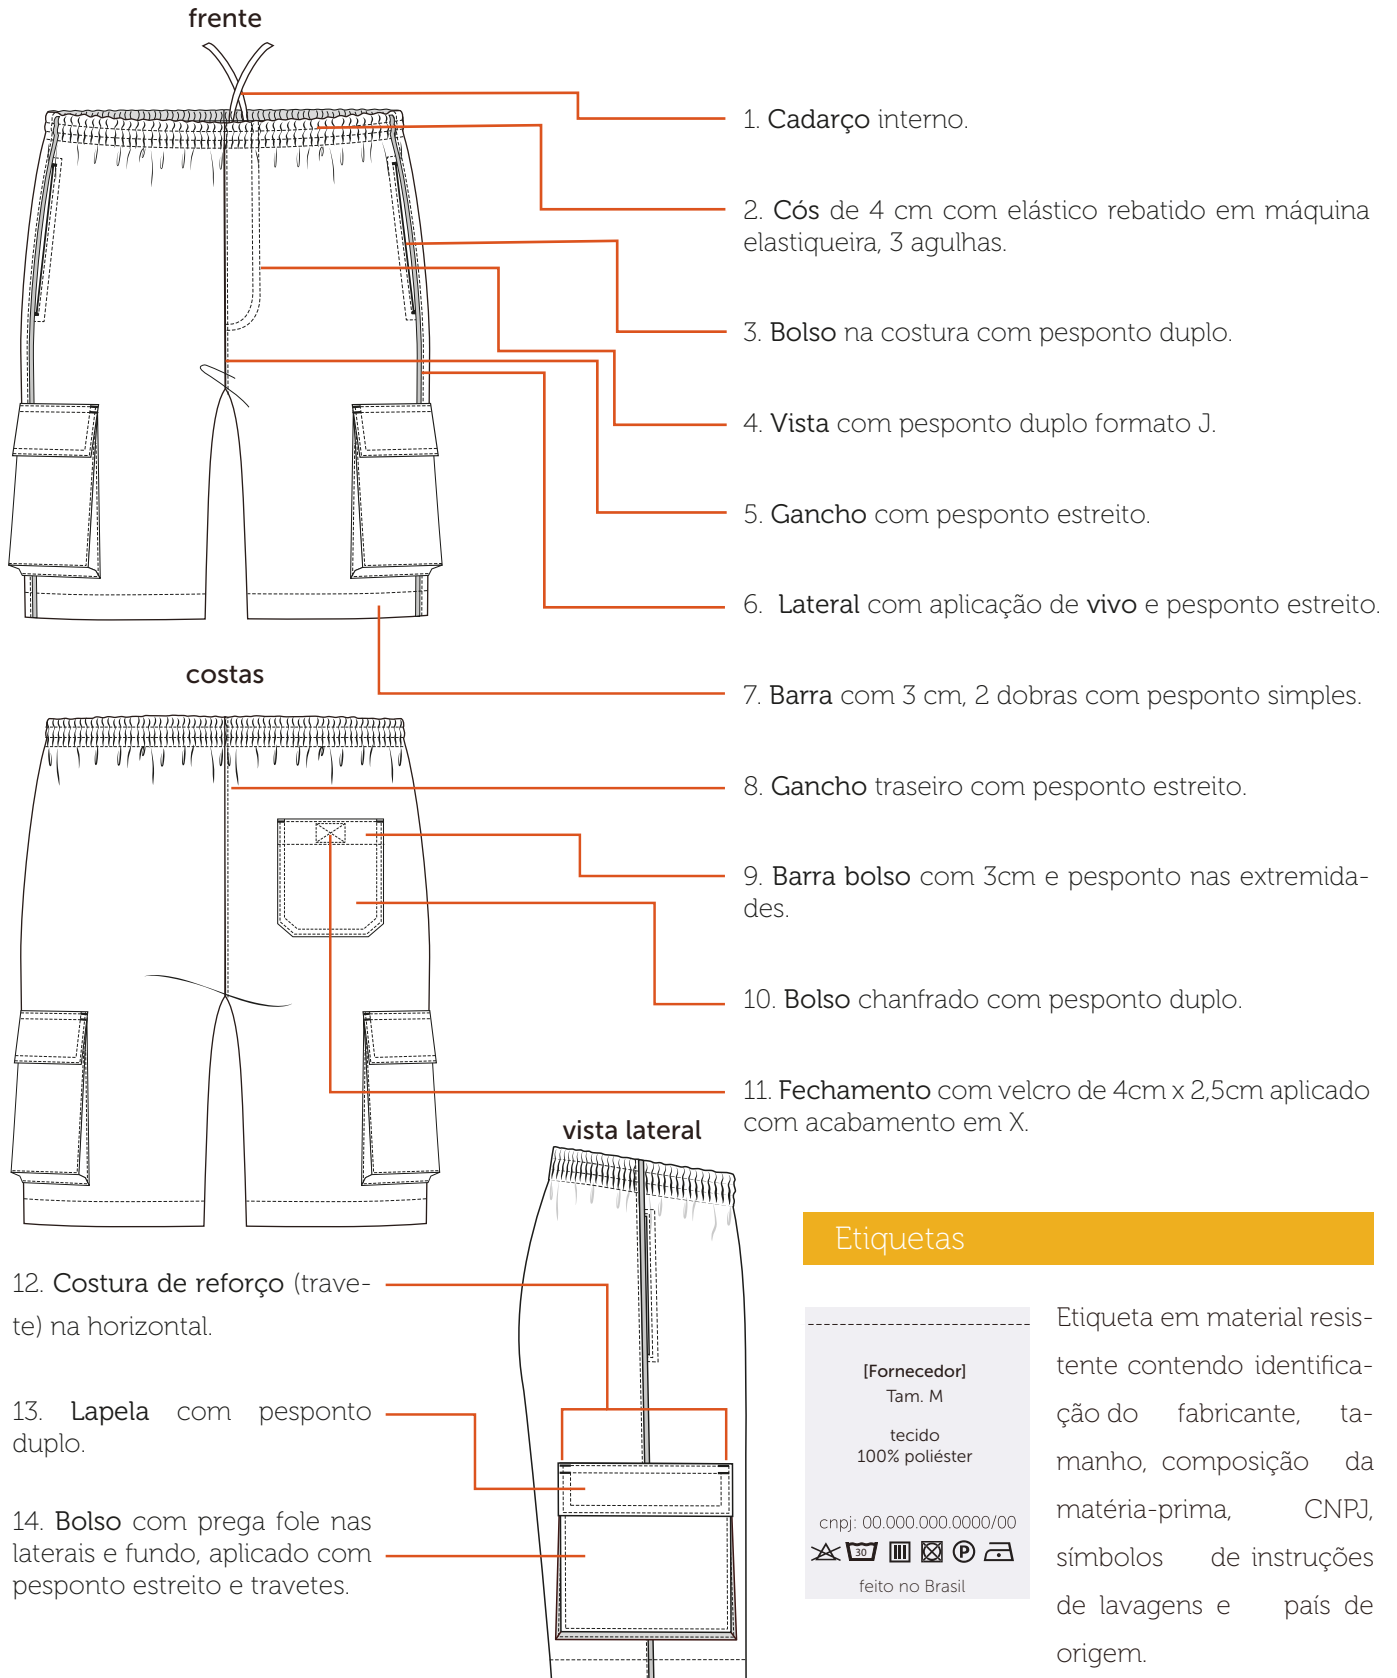 frente
1. Cadarço interno.
2. Cós de 4 cm com elástico rebatido em máquina
elastiqueira, 3 agulhas.
3. Bolso na costura com pesponto duplo.
4. Vista com pesponto duplo formato J.
5. Gancho com pesponto estreito.
6. Lateral com aplicação de vivo e pesponto estreito.
costas
7. Barra com 3 cm, 2 dobras com pesponto simples.
8. Gancho traseiro com pesponto estreito.
9. Barra bolso com 3cm e pesponto nas extremida-
des.
10. Bolso chanfrado com pesponto duplo.
11. Fechamento com velcro de 4cm x 2,5cm aplicado
com acabamento em X.
vista lateral
12. Costura de reforço (trave-
te) na horizontal.
13. Lapela com pesponto
duplo.
14. Bolso com prega fole nas
laterais e fundo, aplicado com
pesponto estreito e travetes.
Etiquetas
[Fornecedor]
Tam. M
tecido
100% poliéster
cnpj: 00.000.000.0000/00
30 P
feito no Brasil
Etiqueta em material resis-
tente contendo identifica-
ção do fabricante, ta-
manho, composição da
matéria-prima, CNPJ,
símbolos de instruções
de lavagens e país de
origem.